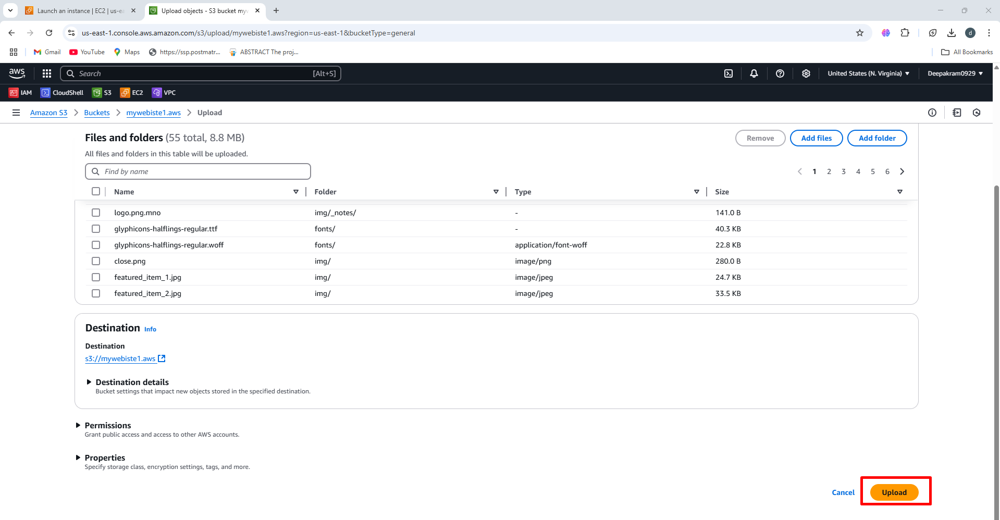 Launch an instance | EC2 | us-ea
Upload objects - S3 bucket myw
us-east-1.console.aws.amazon.com/s3/upload/mywebiste1.aws?region=us-east-1&bucketType=general
d
Gmail YouTube Maps https://ssp.postmatr... ABSTRACT The proj... All Bookmarks
aws Search [Alt+S] United States (N. Virginia) Deepakram0929
IAM CloudShell S3 EC2 VPC
Amazon S3 Buckets mywebiste1.aws Upload
Files and folders (55 total, 8.8 MB) Remove Add files Add folder
All files and folders in this table will be uploaded.
Find by name 1 2 3 4 5 6
Name Folder Type Size
logo.png.mno img/_notes/ - 141.0 B
glyphicons-halflings-regular.ttf fonts/ - 40.3 KB
glyphicons-halflings-regular.woff fonts/ application/font-woff 22.8 KB
close.png img/ image/png 280.0 B
featured_item_1.jpg img/ image/jpeg 24.7 KB
featured_item_2.jpg img/ image/jpeg 33.5 KB
Destination Info
Destination
s3://mywebiste1.aws
Destination details
Bucket settings that impact new objects stored in the specified destination.
Permissions
Grant public access and access to other AWS accounts.
Properties
Specify storage class, encryption settings, tags, and more.
Cancel Upload